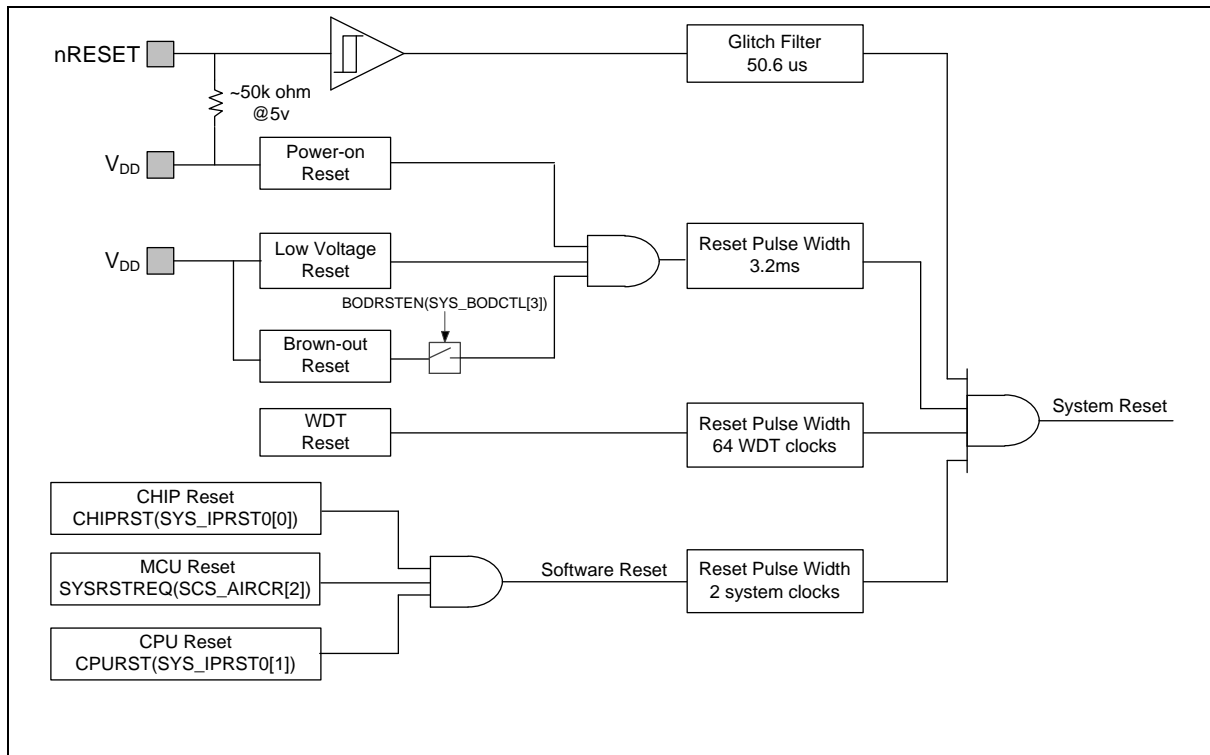 nRESET
~50k ohm
@5v
Glitch Filter
50.6 us
VDD
Power-on
Reset
VDD
Low Voltage
Reset
Reset Pulse Width
3.2ms
BODRSTEN(SYS_BODCTL[3])
Brown-out
Reset
WDT
Reset
Reset Pulse Width
64 WDT clocks
System Reset
CHIP Reset
CHIPRST(SYS_IPRST0[0])
MCU Reset
SYSRSTREQ(SCS_AIRCR[2])
Software Reset
Reset Pulse Width
2 system clocks
CPU Reset
CPURST(SYS_IPRST0[1])